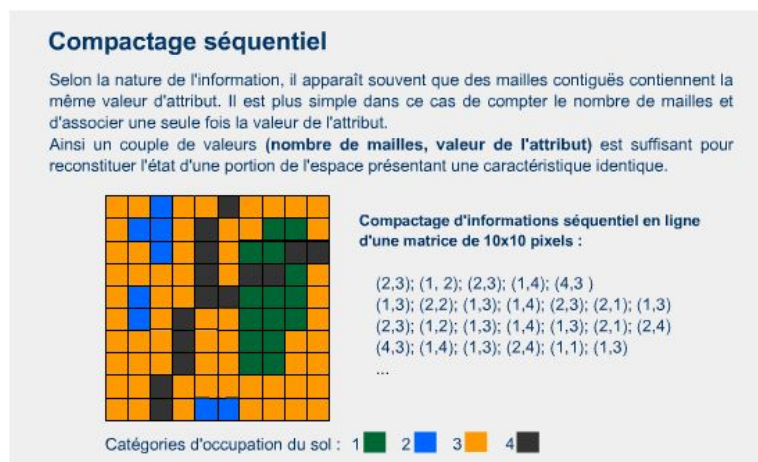 Compactage séquentiel
Selon la nature de l'information, il apparaît souvent que des mailles contiguës contiennent la
même valeur d'attribut. Il est plus simple dans ce cas de compter le nombre de mailles et
d'associer une seule fois la valeur de l'attribut.
Ainsi un couple de valeurs (nombre de mailles, valeur de l'attribut) est suffisant pour
reconstituer l'état d'une portion de l'espace présentant une caractéristique identique.
Compactage d'informations séquentiel en ligne
d'une matrice de 10x10 pixels :
(2,3); (1, 2); (2,3); (1,4); (4,3 )
(1,3); (2,2); (1,3); (1,4); (2,3); (2,1); (1,3)
(2,3); (1,2); (1,3); (1,4); (1,3); (2,1); (2,4)
(4,3); (1,4); (1,3); (2,4); (1,1); (1,3)
...
Catégories d'occupation du sol : 1 2 3 4